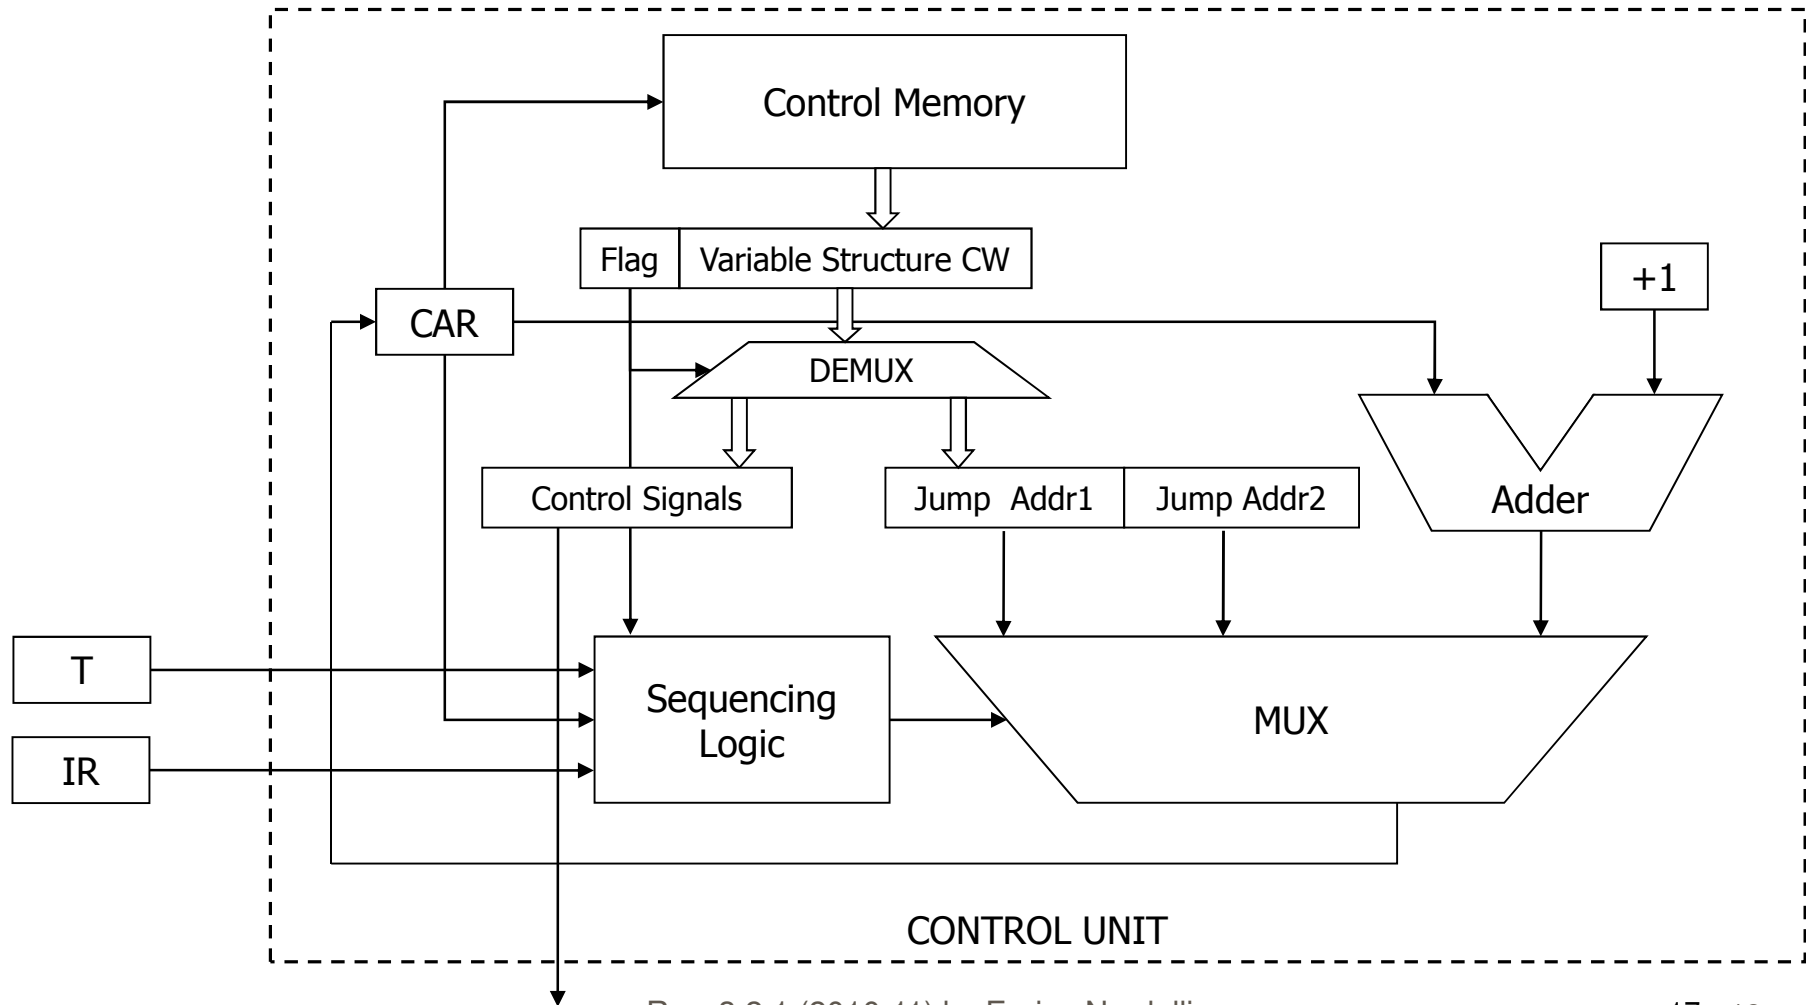 Control Memory
Flag
Variable Structure CW
+1
CAR
DEMUX
Control Signals
Jump Addr1
Jump Addr2
Adder
T
Sequencing
Logic
MUX
IR
CONTROL UNIT